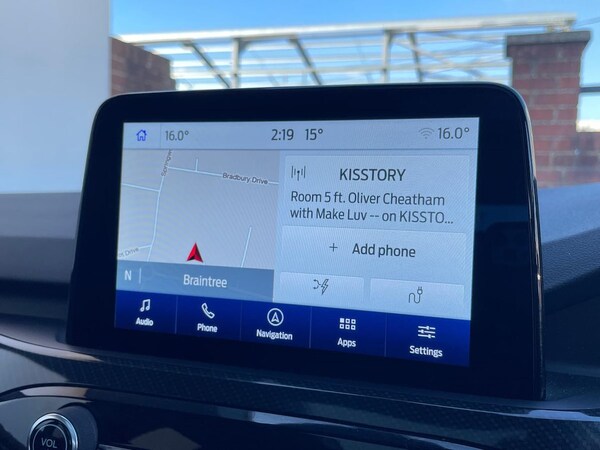 16.0°
2:19 15°
16.0°
Bradbury Drive
KISSTORY
Room 5 ft. Oliver Cheatham
with Make Luv -- on KISSTO...
+ Add phone
N | Braintree
Audio
Phone
Navigation
Apps
Settings
VOL